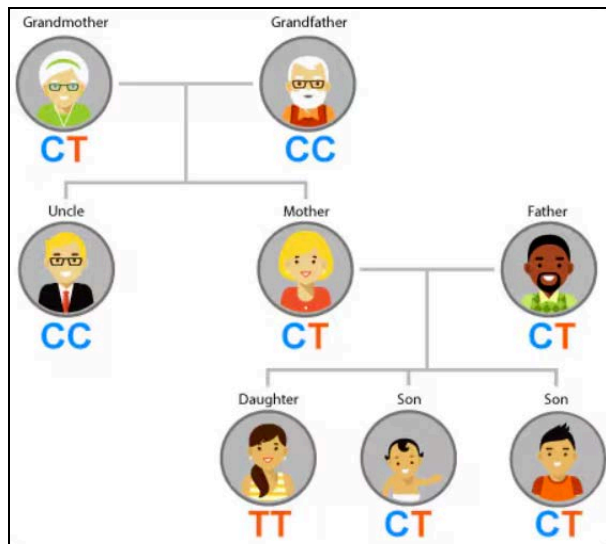 Grandmother Grandfather
CT CC
Uncle Mother Father
CC CT CT
Daughter Son Son
TT CT CT